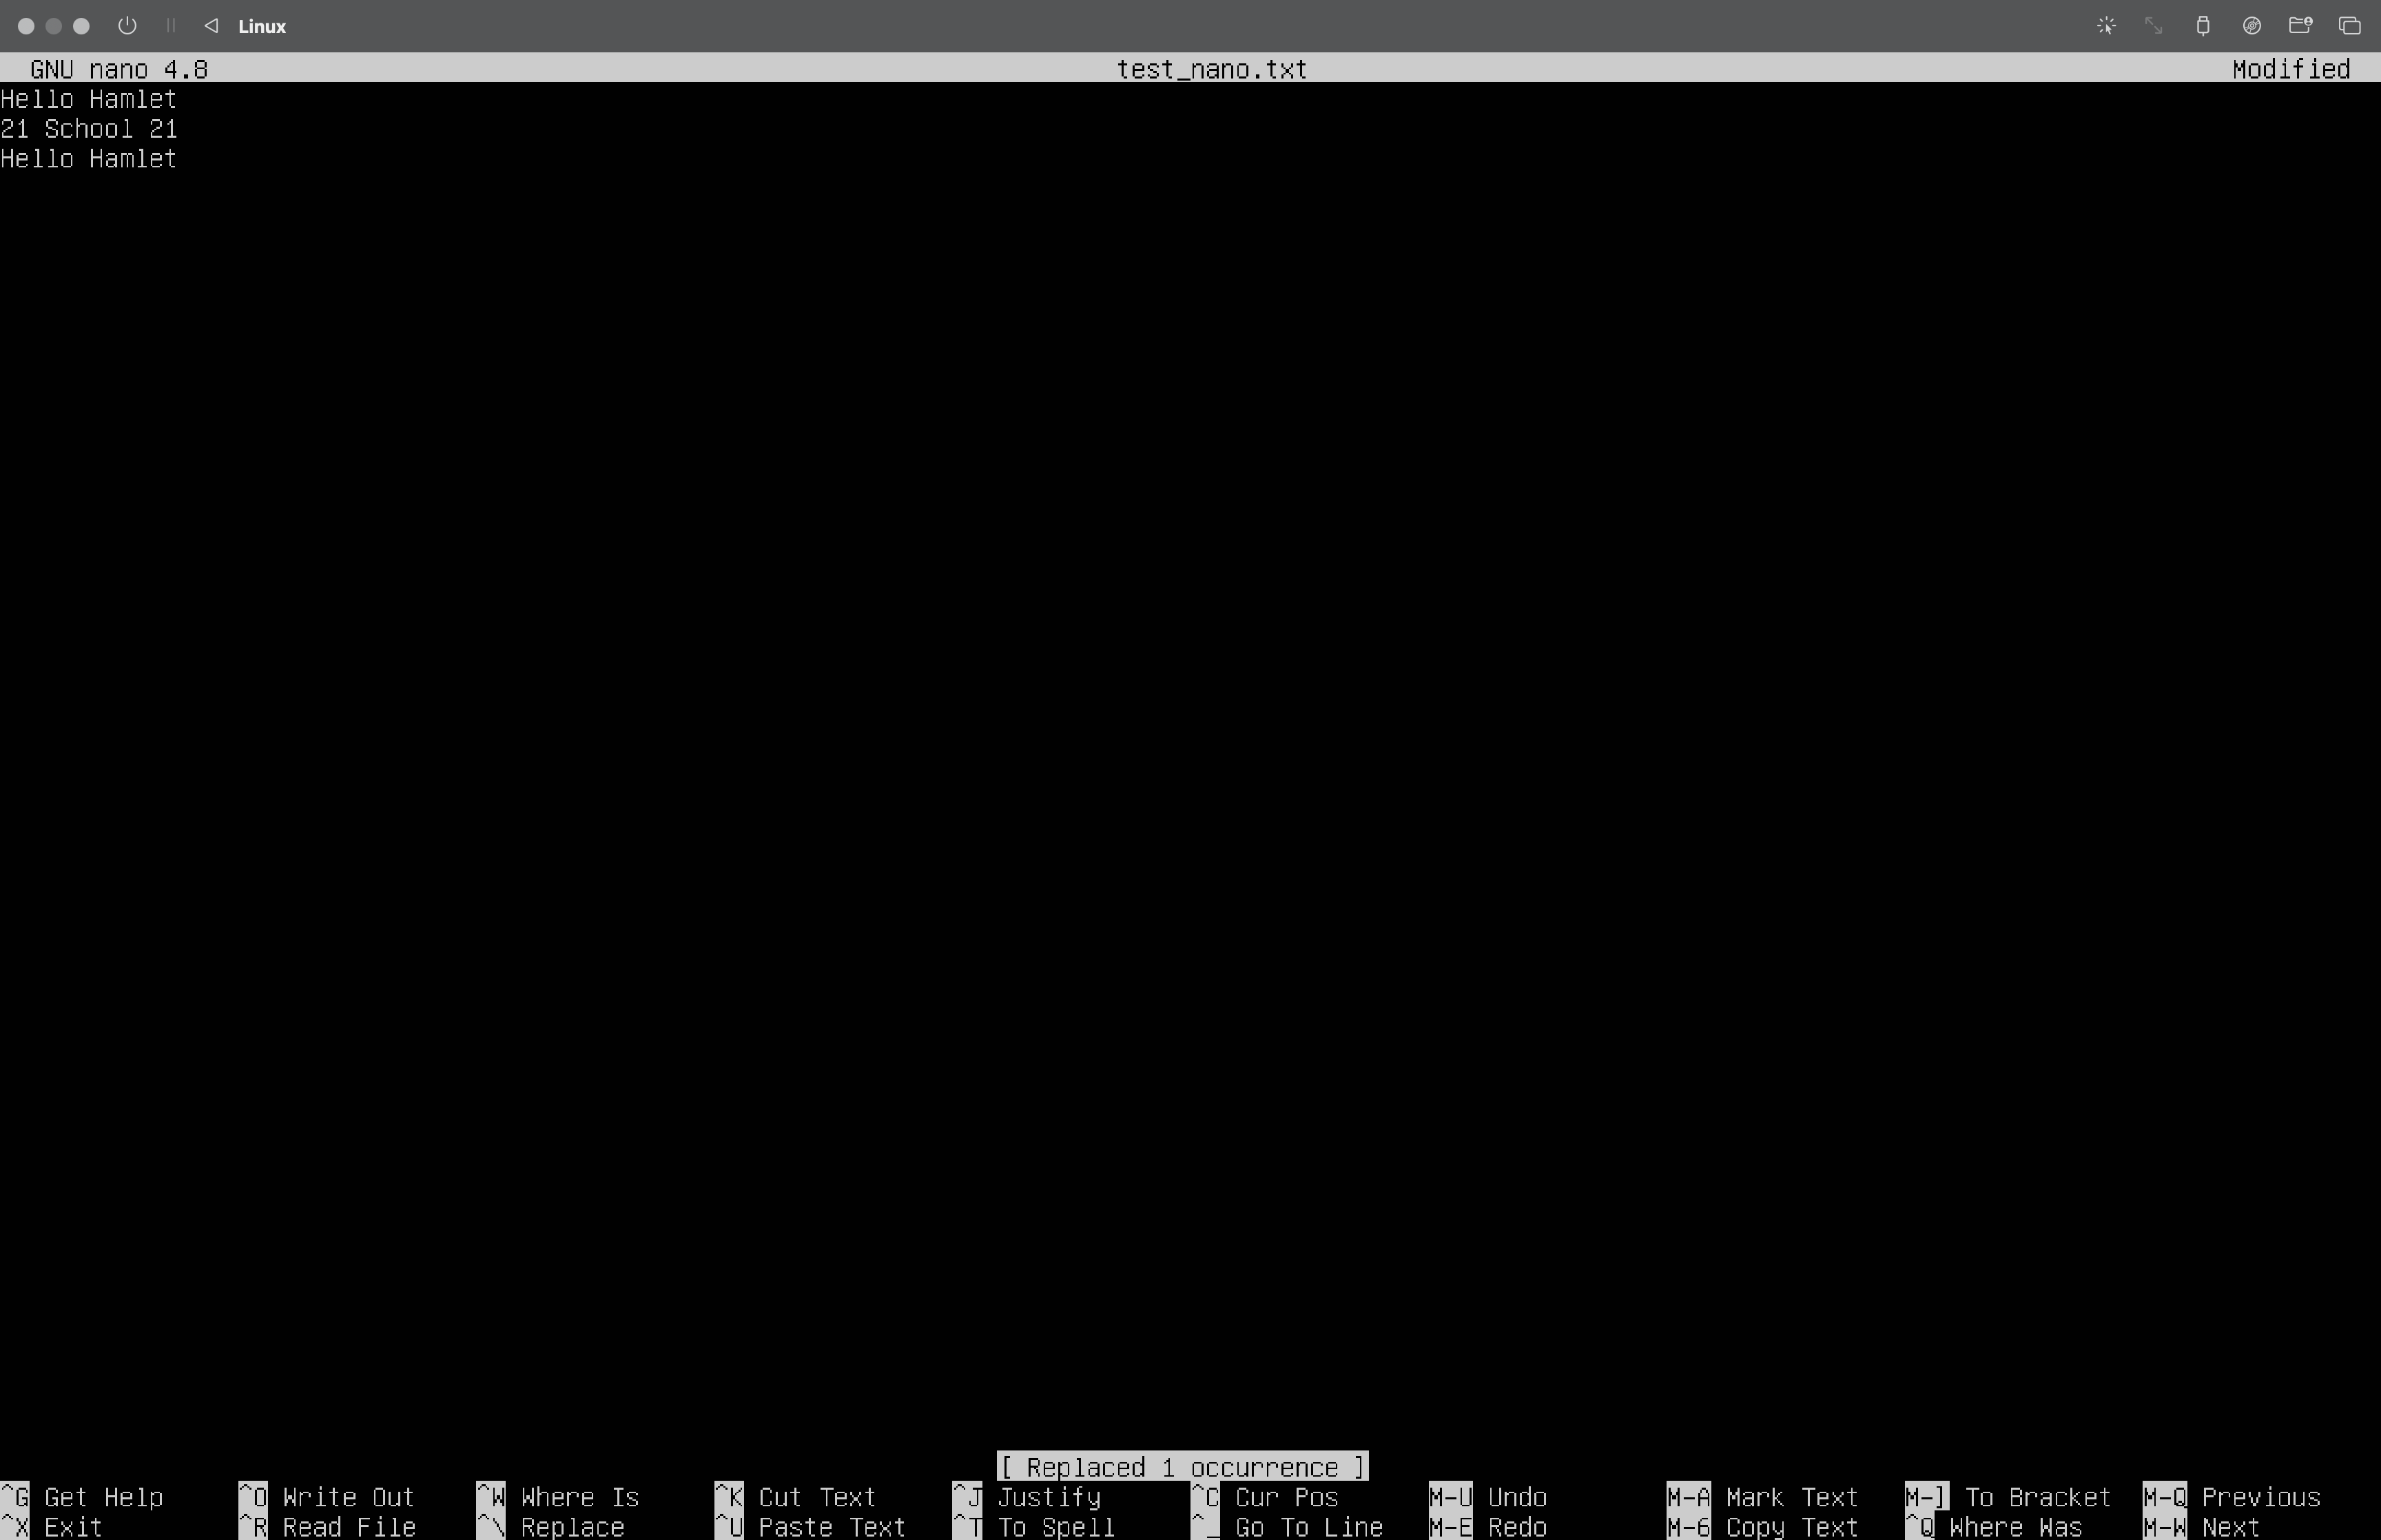 Linux
GNU nano 4.8 test_nano.txt Modified
Hello Hamlet
21 School 21
Hello Hamlet
[ Replaced 1 occurrence ]
^G Get Help ^O Write Out ^W Where Is ^K Cut Text ^J Justify ^C Cur Pos M-U Undo M-A Mark Text M-] To Bracket M-Q Previous
^X Exit ^R Read File ^\ Replace ^U Paste Text ^T To Spell ^_ Go To Line M-E Redo M-6 Copy Text ^Q Where Was M-W Next